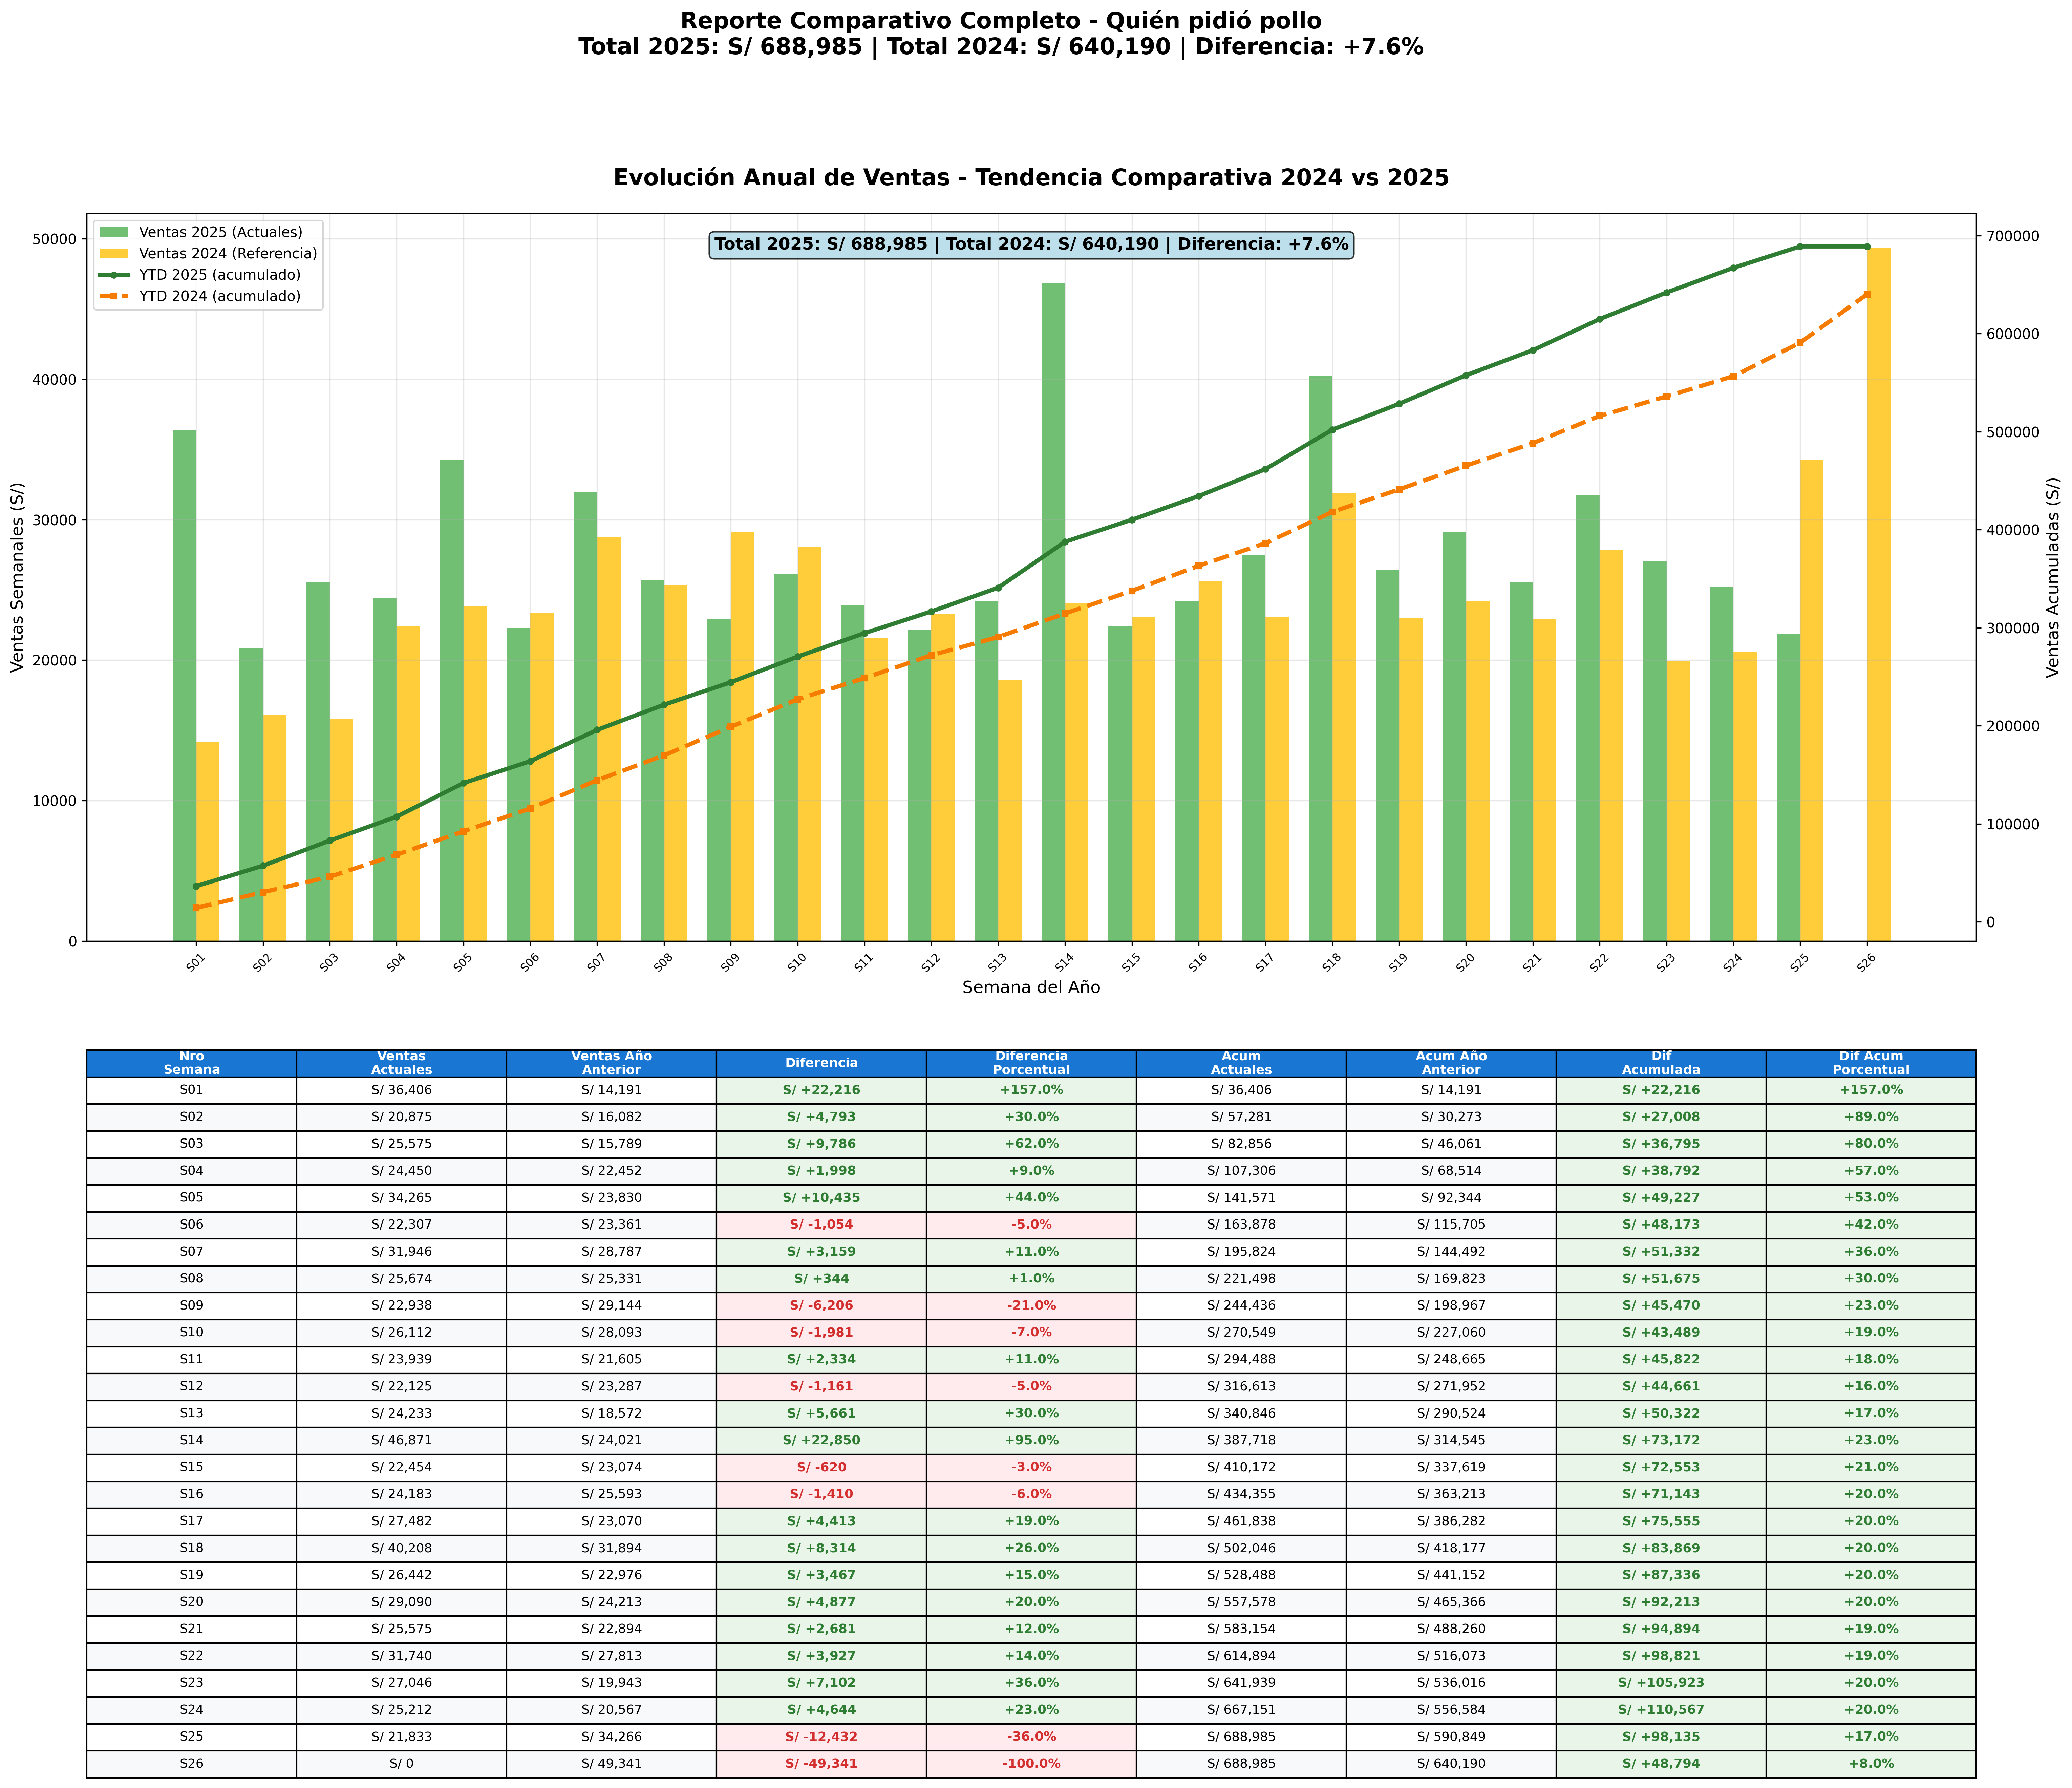 Reporte Comparativo Completo - Quién pidió pollo
Total 2025: S/ 688,985 | Total 2024: S/ 640,190 | Diferencia: +7.6%
Evolución Anual de Ventas - Tendencia Comparativa 2024 vs 2025
Ventas 2025 (Actuales)
Ventas 2024 (Referencia)
YTD 2025 (acumulado)
YTD 2024 (acumulado)
Total 2025: S/ 688,985 | Total 2024: S/ 640,190 | Diferencia: +7.6%
Ventas Semanales (S/)
50000
40000
30000
20000
10000
0
Ventas Acumuladas (S/)
700000
600000
500000
400000
300000
200000
100000
0
S01 S02 S03 S04 S05 S06 S07 S08 S09 S10 S11 S12 S13 S14 S15 S16 S17 S18 S19 S20 S21 S22 S23 S24 S25 S26
Semana del Año
Nro Semana Ventas Actuales Ventas Año Anterior Diferencia Diferencia Porcentual Acum Actuales Acum Año Anterior Dif Acumulada Dif Acum Porcentual
S01 S/ 36,406 S/ 14,191 S/ +22,216 +157.0% S/ 36,406 S/ 14,191 S/ +22,216 +157.0%
S02 S/ 20,875 S/ 16,082 S/ +4,793 +30.0% S/ 57,281 S/ 30,273 S/ +27,008 +89.0%
S03 S/ 25,575 S/ 15,789 S/ +9,786 +62.0% S/ 82,856 S/ 46,061 S/ +36,795 +80.0%
S04 S/ 24,450 S/ 22,452 S/ +1,998 +9.0% S/ 107,306 S/ 68,514 S/ +38,792 +57.0%
S05 S/ 34,265 S/ 23,830 S/ +10,435 +44.0% S/ 141,571 S/ 92,344 S/ +49,227 +53.0%
S06 S/ 22,307 S/ 23,361 S/ -1,054 -5.0% S/ 163,878 S/ 115,705 S/ +48,173 +42.0%
S07 S/ 31,946 S/ 28,787 S/ +3,159 +11.0% S/ 195,824 S/ 144,492 S/ +51,332 +36.0%
S08 S/ 25,674 S/ 25,331 S/ +344 +1.0% S/ 221,498 S/ 169,823 S/ +51,675 +30.0%
S09 S/ 22,938 S/ 29,144 S/ -6,206 -21.0% S/ 244,436 S/ 198,967 S/ +45,470 +23.0%
S10 S/ 26,112 S/ 28,093 S/ -1,981 -7.0% S/ 270,549 S/ 227,060 S/ +43,489 +19.0%
S11 S/ 23,939 S/ 21,605 S/ +2,334 +11.0% S/ 294,488 S/ 248,665 S/ +45,822 +18.0%
S12 S/ 22,125 S/ 23,287 S/ -1,161 -5.0% S/ 316,613 S/ 271,952 S/ +44,661 +16.0%
S13 S/ 24,233 S/ 18,572 S/ +5,661 +30.0% S/ 340,846 S/ 290,524 S/ +50,322 +17.0%
S14 S/ 46,871 S/ 24,021 S/ +22,850 +95.0% S/ 387,718 S/ 314,545 S/ +73,172 +23.0%
S15 S/ 22,454 S/ 23,074 S/ -620 -3.0% S/ 410,172 S/ 337,619 S/ +72,553 +21.0%
S16 S/ 24,183 S/ 25,593 S/ -1,410 -6.0% S/ 434,355 S/ 363,213 S/ +71,143 +20.0%
S17 S/ 27,482 S/ 23,070 S/ +4,413 +19.0% S/ 461,838 S/ 386,282 S/ +75,555 +20.0%
S18 S/ 40,208 S/ 31,894 S/ +8,314 +26.0% S/ 502,046 S/ 418,177 S/ +83,869 +20.0%
S19 S/ 26,442 S/ 22,976 S/ +3,467 +15.0% S/ 528,488 S/ 441,152 S/ +87,336 +20.0%
S20 S/ 29,090 S/ 24,213 S/ +4,877 +20.0% S/ 557,578 S/ 465,366 S/ +92,213 +20.0%
S21 S/ 25,575 S/ 22,894 S/ +2,681 +12.0% S/ 583,154 S/ 488,260 S/ +94,894 +19.0%
S22 S/ 31,740 S/ 27,813 S/ +3,927 +14.0% S/ 614,894 S/ 516,073 S/ +98,821 +19.0%
S23 S/ 27,046 S/ 19,943 S/ +7,102 +36.0% S/ 641,939 S/ 536,016 S/ +105,923 +20.0%
S24 S/ 25,212 S/ 20,567 S/ +4,644 +23.0% S/ 667,151 S/ 556,584 S/ +110,567 +20.0%
S25 S/ 21,833 S/ 34,266 S/ -12,432 -36.0% S/ 688,985 S/ 590,849 S/ +98,135 +17.0%
S26 S/ 0 S/ 49,341 S/ -49,341 -100.0% S/ 688,985 S/ 640,190 S/ +48,794 +8.0%